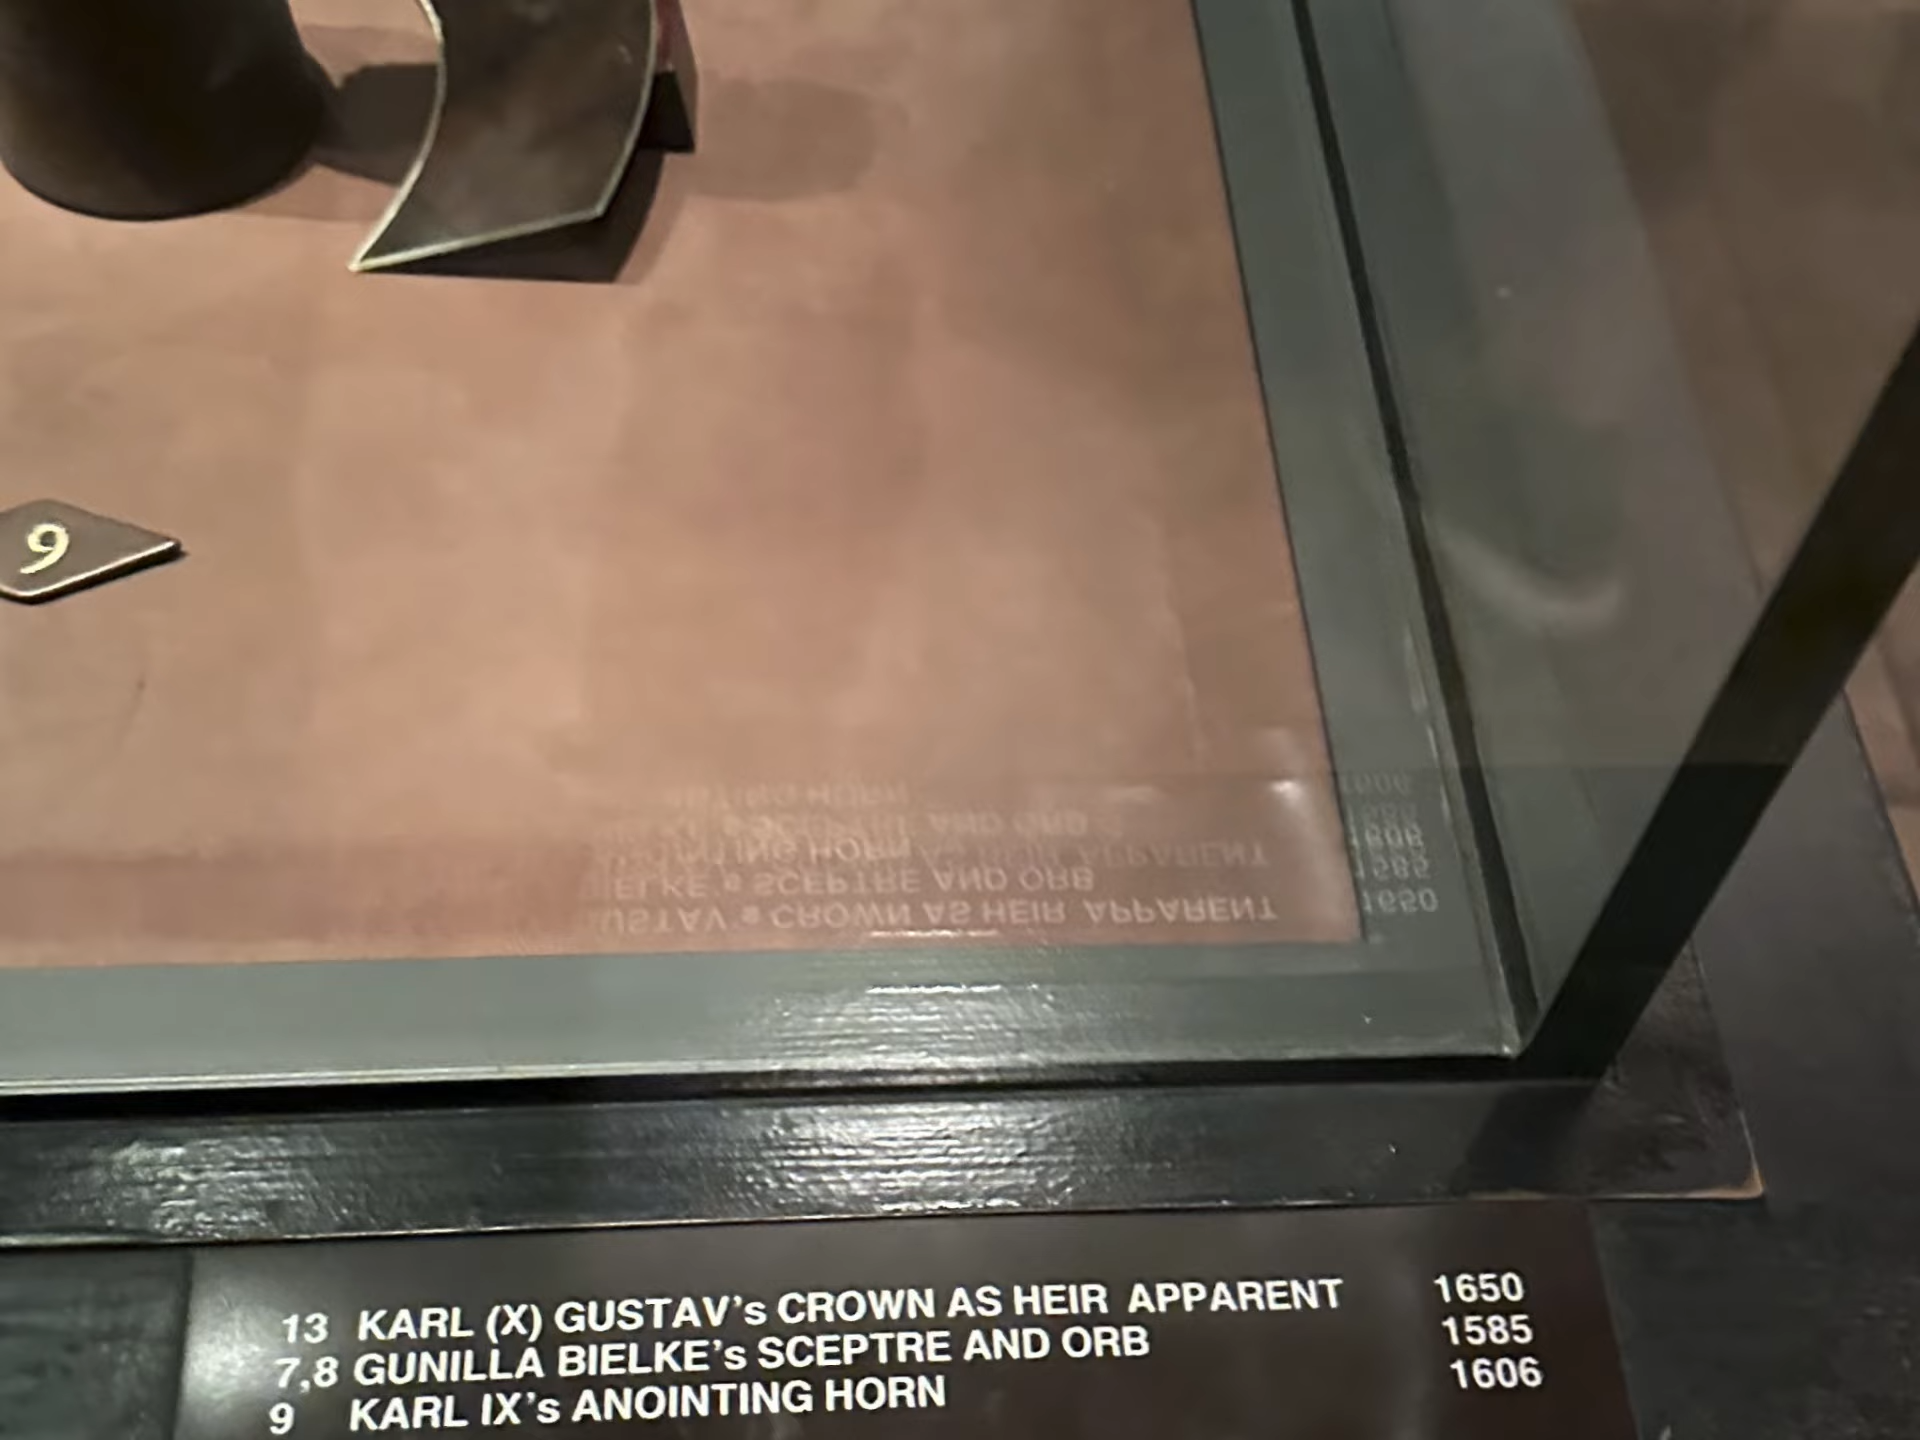 9
13 KARL (X) GUSTAV's CROWN AS HEIR APPARENT 1650
7,8 GUNILLA BIELKE's SCEPTRE AND ORB 1585
9 KARL IX's ANOINTING HORN 1606